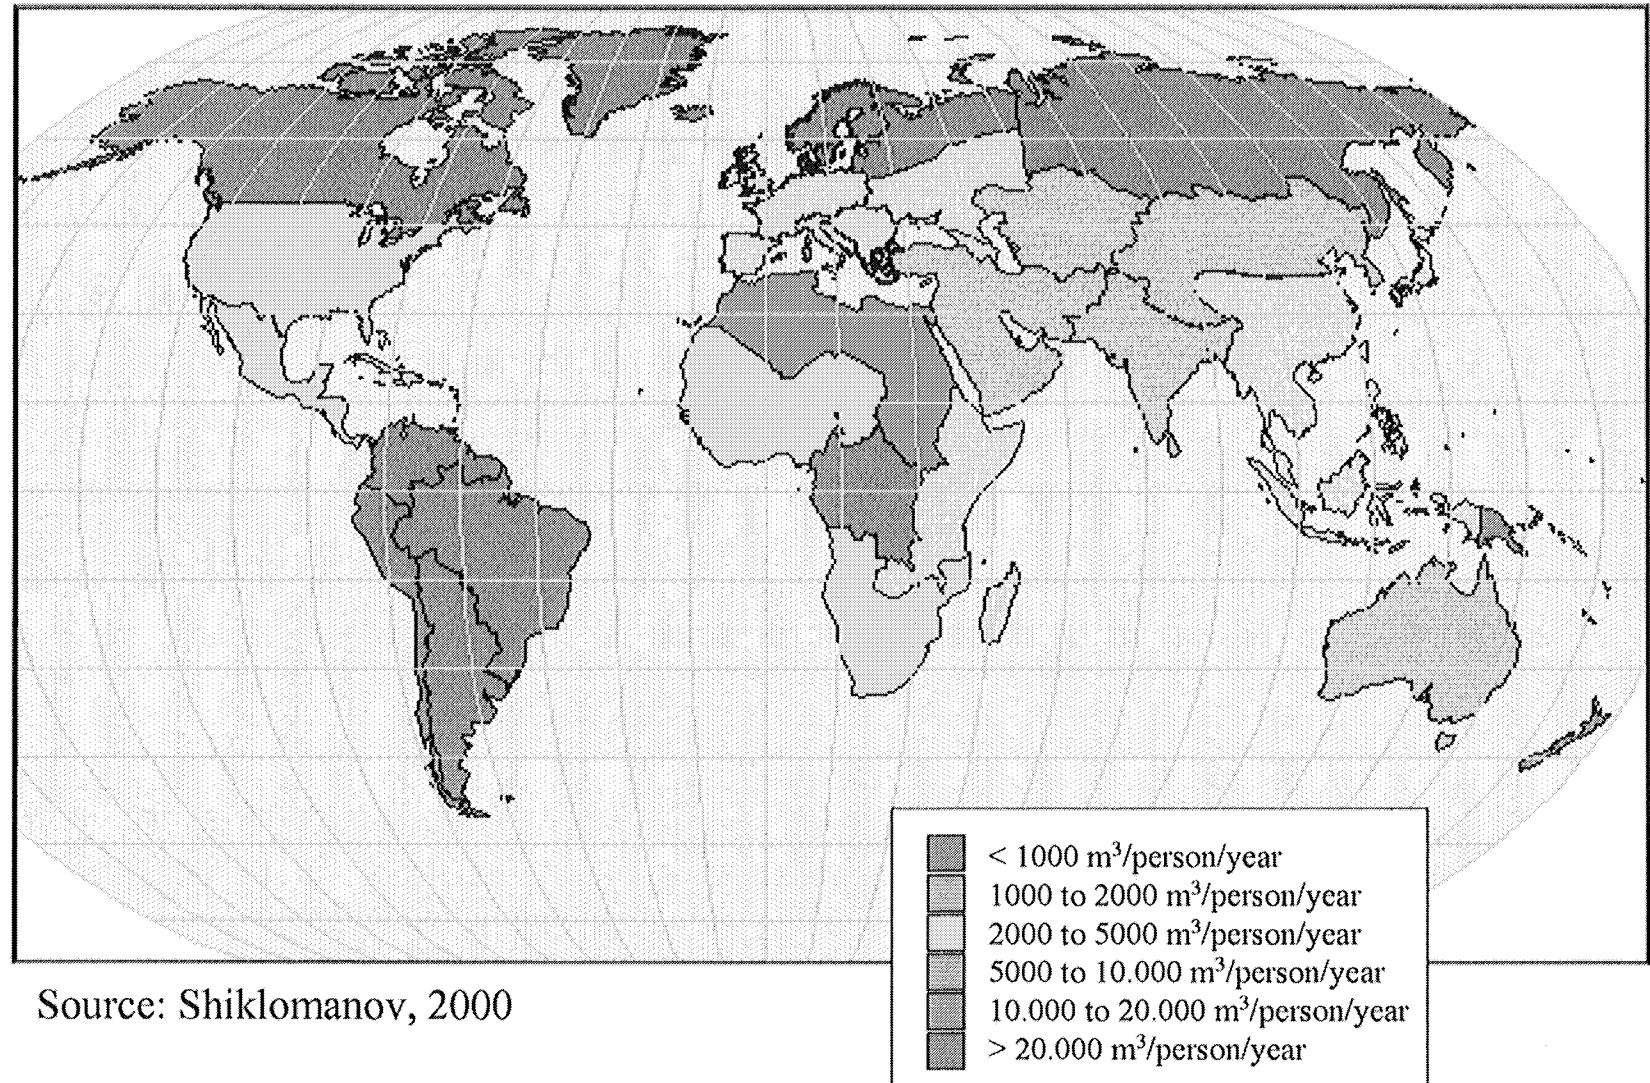 < 1000 m³/person/year
1000 to 2000 m³/person/year
2000 to 5000 m³/person/year
5000 to 10.000 m³/person/year
10.000 to 20.000 m³/person/year
> 20.000 m³/person/year
Source: Shiklomanov, 2000